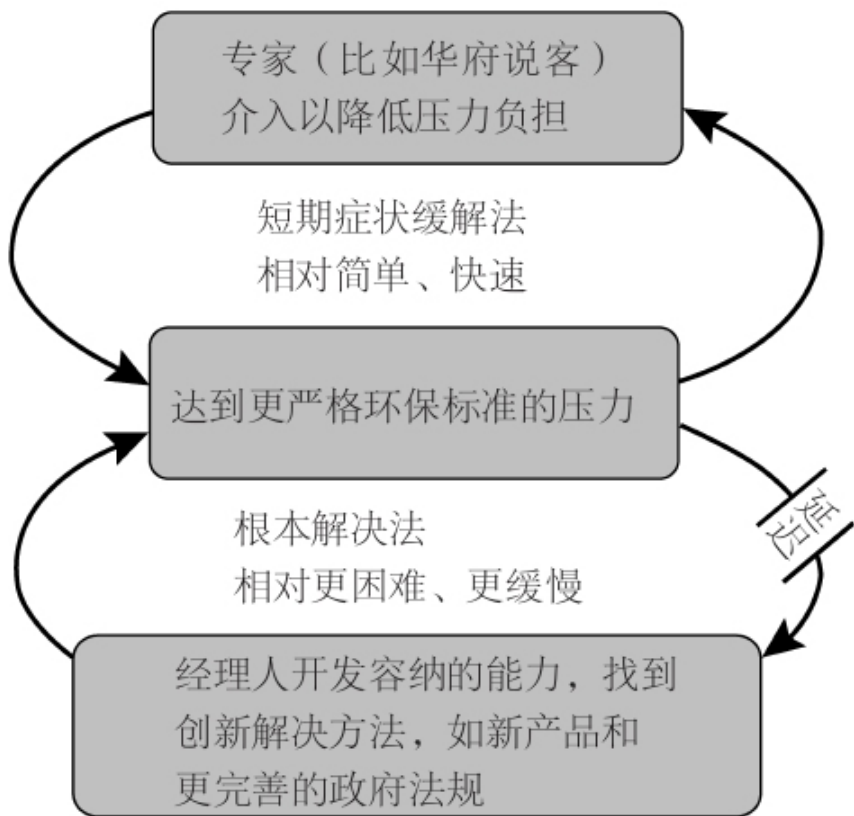 专家（比如华府说客）
介入以降低压力负担
短期症状缓解法
相对简单、快速
达到更严格环保标准的压力
延迟
根本解决法
相对更困难、更缓慢
经理人开发容纳的能力，找到
创新解决方法，如新产品和
更完善的政府法规